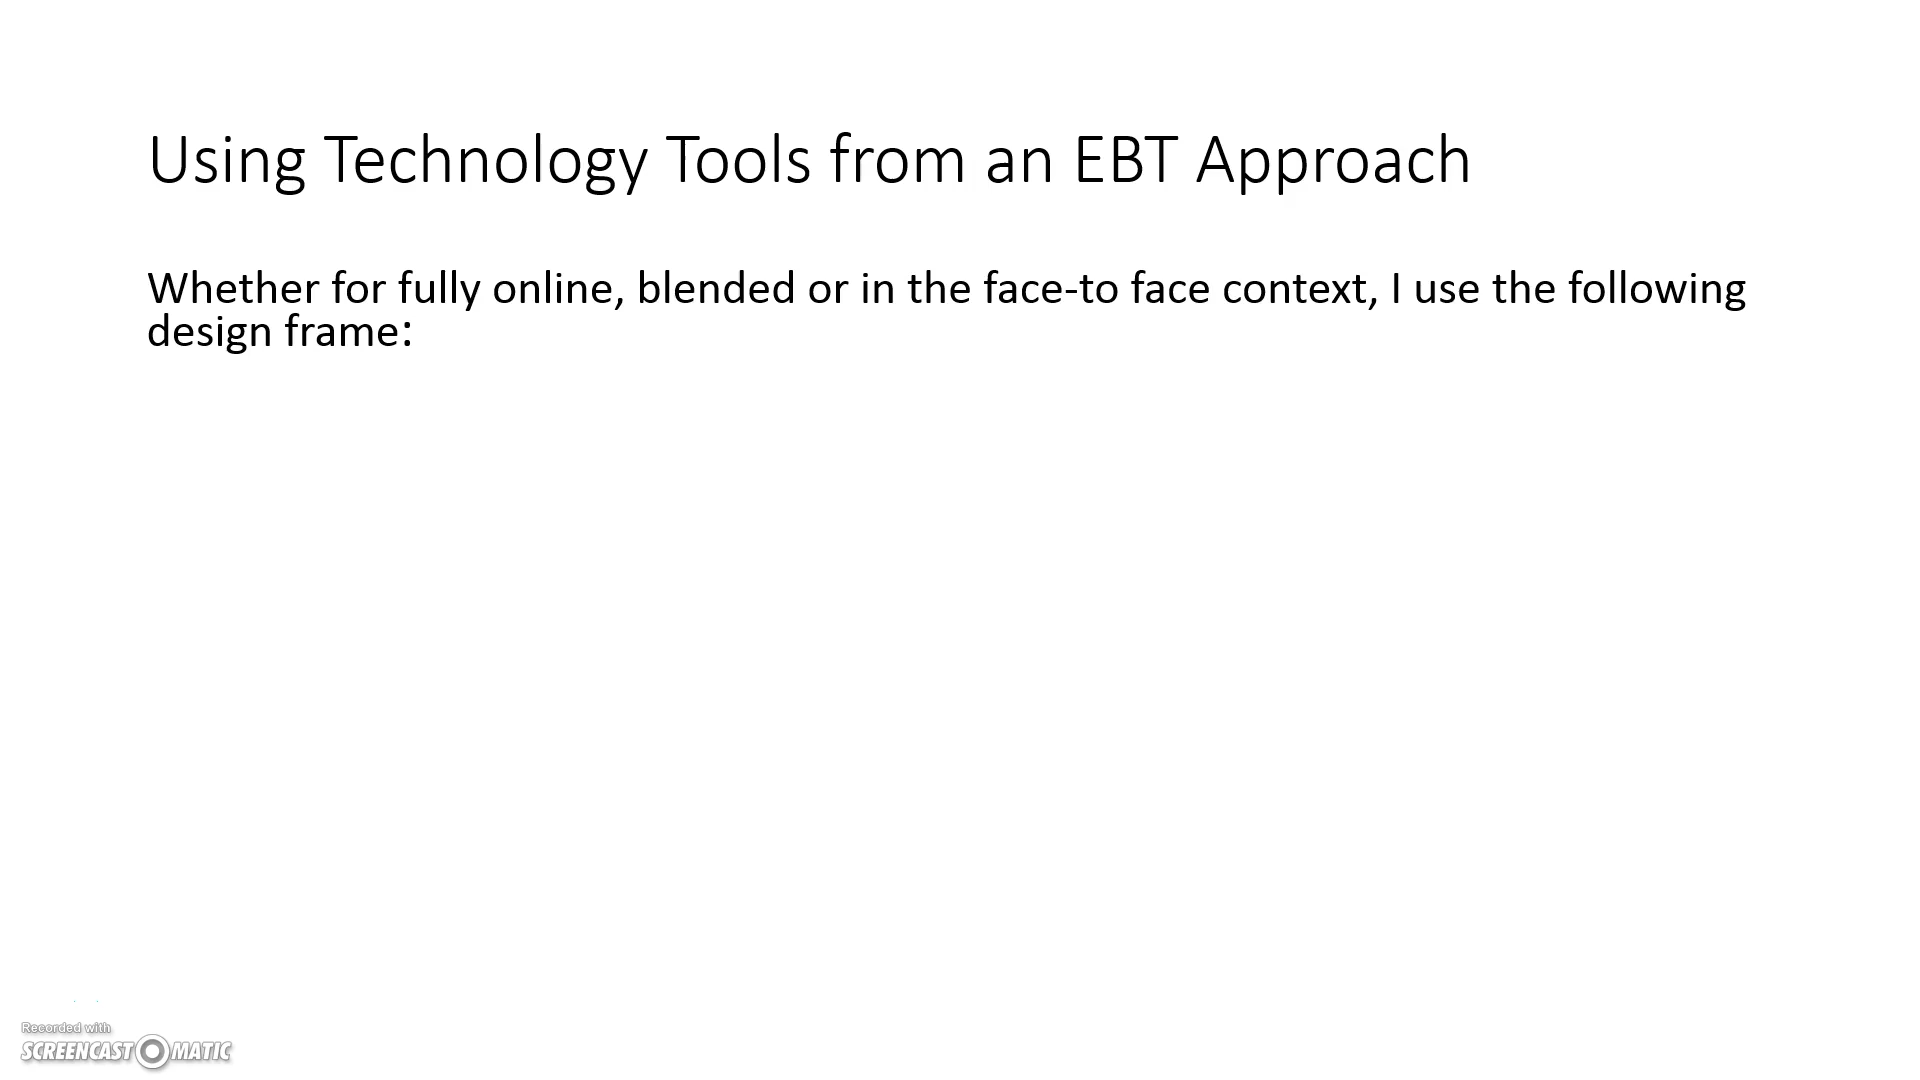 Using Technology Tools from an EBT Approach
Whether for fully online, blended or in the face-to face context, I use the following
design frame:
Recorded with
SCREENCAST MATIC